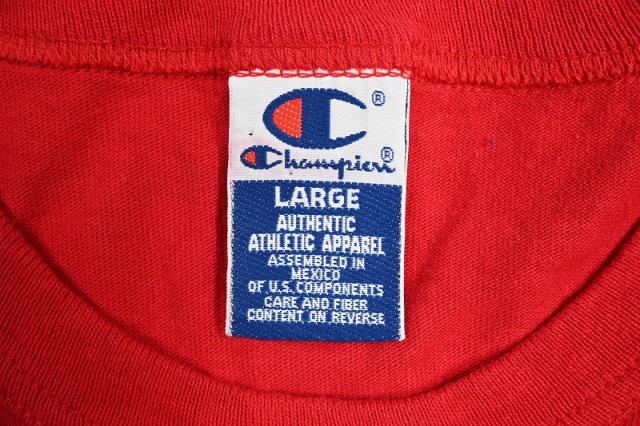 ®
Champion®
LARGE
AUTHENTIC
ATHLETIC APPAREL
ASSEMBLED IN
MEXICO
OF U.S. COMPONENTS
CARE AND FIBER
CONTENT ON REVERSE